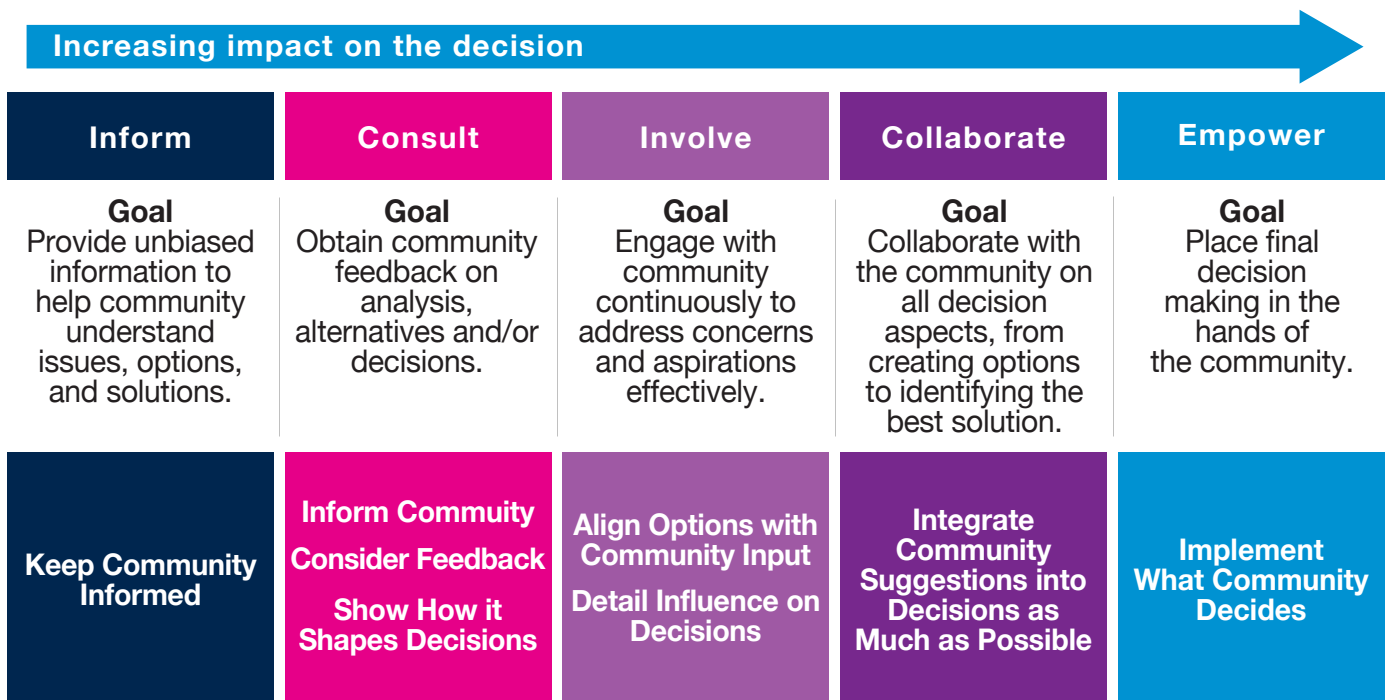 Increasing impact on the decision
Inform
Consult
Involve
Collaborate
Empower
Goal
Provide unbiased
information to
help community
understand
issues, options,
and solutions.
Goal
Obtain community
feedback on
analysis,
alternatives and/or
decisions.
Goal
Engage with
community
continuously to
address concerns
and aspirations
effectively.
Goal
Collaborate with
the community on
all decision
aspects, from
creating options
to identifying the
best solution.
Goal
Place final
decision
making in the
hands of
the community.
Keep Community
Informed
Inform Commuity
Consider Feedback
Show How it
Shapes Decisions
Align Options with
Community Input
Detail Influence on
Decisions
Integrate
Community
Suggestions into
Decisions as
Much as Possible
Implement
What Community
Decides